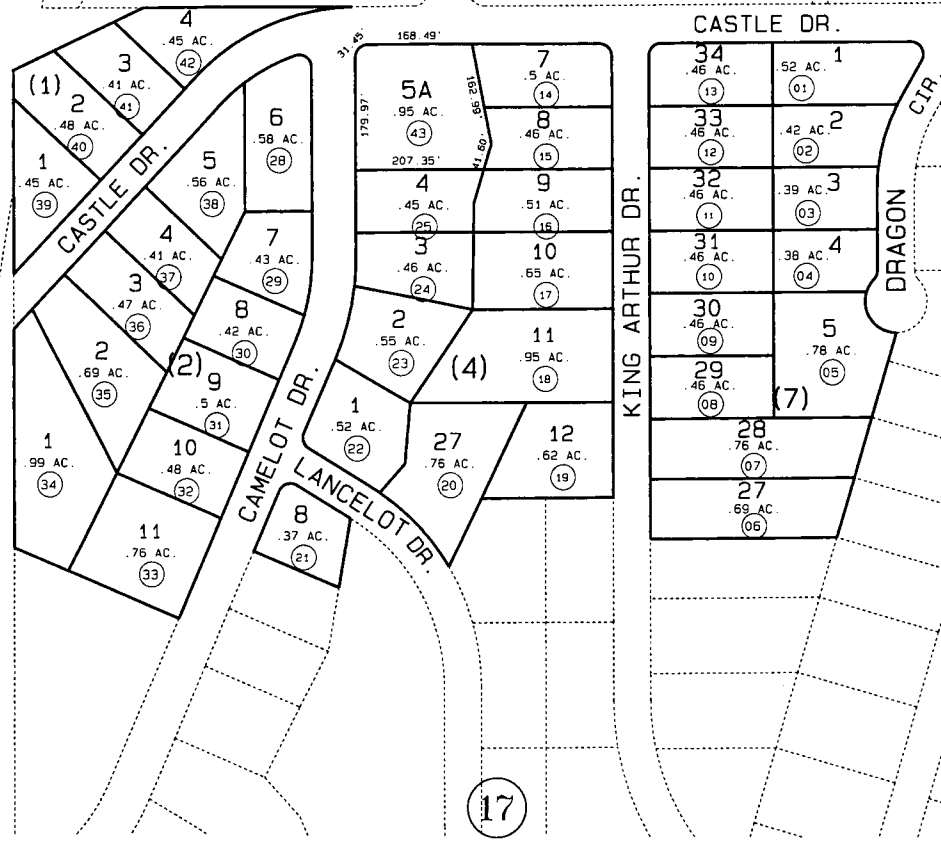 CASTLE DR.
4
.45 AC.
42
3
.41 AC.
41
(1)
2
.48 AC.
40
1
.45 AC.
39
CASTLE DR.
6
.58 AC.
28
5
.56 AC.
38
4
.41 AC.
37
3
.47 AC.
36
2
.69 AC.
35
1
.99 AC.
34
(2)
7
.43 AC.
29
8
.42 AC.
30
9
.5 AC.
31
10
.48 AC.
32
11
.76 AC.
33
CAMELOT DR.
31.45'
168.49'
179.97'
162.99
41.60'
207.35'
5A
.95 AC.
43
4
.45 AC.
25
3
.46 AC.
24
2
.55 AC.
23
1
.52 AC.
22
(4)
7
.5 AC.
14
8
.46 AC.
15
9
.51 AC.
16
10
.65 AC.
17
11
.95 AC.
18
12
.62 AC.
19
27
.76 AC.
20
LANCELOT DR.
8
.37 AC.
21
KING ARTHUR DR.
34
.46 AC.
13
33
.46 AC.
12
32
.46 AC.
11
31
.46 AC.
10
30
.46 AC.
09
29
.46 AC.
08
28
.76 AC.
07
27
.69 AC.
06
1
.52 AC.
01
2
.42 AC.
02
3
.39 AC.
03
4
.38 AC.
04
5
.78 AC.
05
(7)
DRAGON CIR.
17